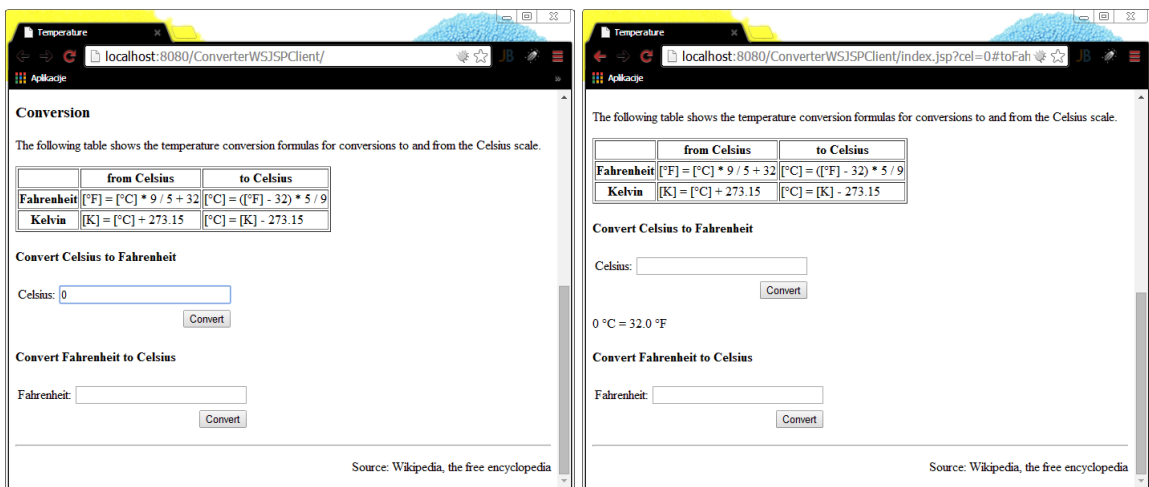 Temperature
localhost:8080/ConverterWSJSPClient/
JB
Aplikacije
»
Conversion
The following table shows the temperature conversion formulas for conversions to and from the Celsius scale.
from Celsius to Celsius
Fahrenheit [°F] = [°C] * 9 / 5 + 32 [°C] = ([°F] - 32) * 5 / 9
Kelvin [K] = [°C] + 273.15 [°C] = [K] - 273.15
Convert Celsius to Fahrenheit
Celsius: 0
Convert
Convert Fahrenheit to Celsius
Fahrenheit:
Convert
Source: Wikipedia, the free encyclopedia
Temperature
localhost:8080/ConverterWSJSPClient/index.jsp?cel=0#toFah
JB
Aplikacije
The following table shows the temperature conversion formulas for conversions to and from the Celsius scale.
from Celsius to Celsius
Fahrenheit [°F] = [°C] * 9 / 5 + 32 [°C] = ([°F] - 32) * 5 / 9
Kelvin [K] = [°C] + 273.15 [°C] = [K] - 273.15
Convert Celsius to Fahrenheit
Celsius:
Convert
0 °C = 32.0 °F
Convert Fahrenheit to Celsius
Fahrenheit:
Convert
Source: Wikipedia, the free encyclopedia